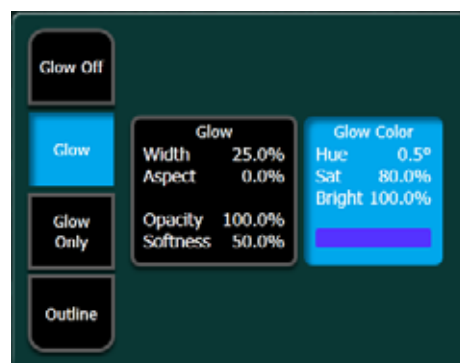 Glow Off
Glow
Glow
Only
Outline
Glow
Width 25.0%
Aspect 0.0%
Opacity 100.0%
Softness 50.0%
Glow Color
Hue 0.5°
Sat 80.0%
Bright 100.0%